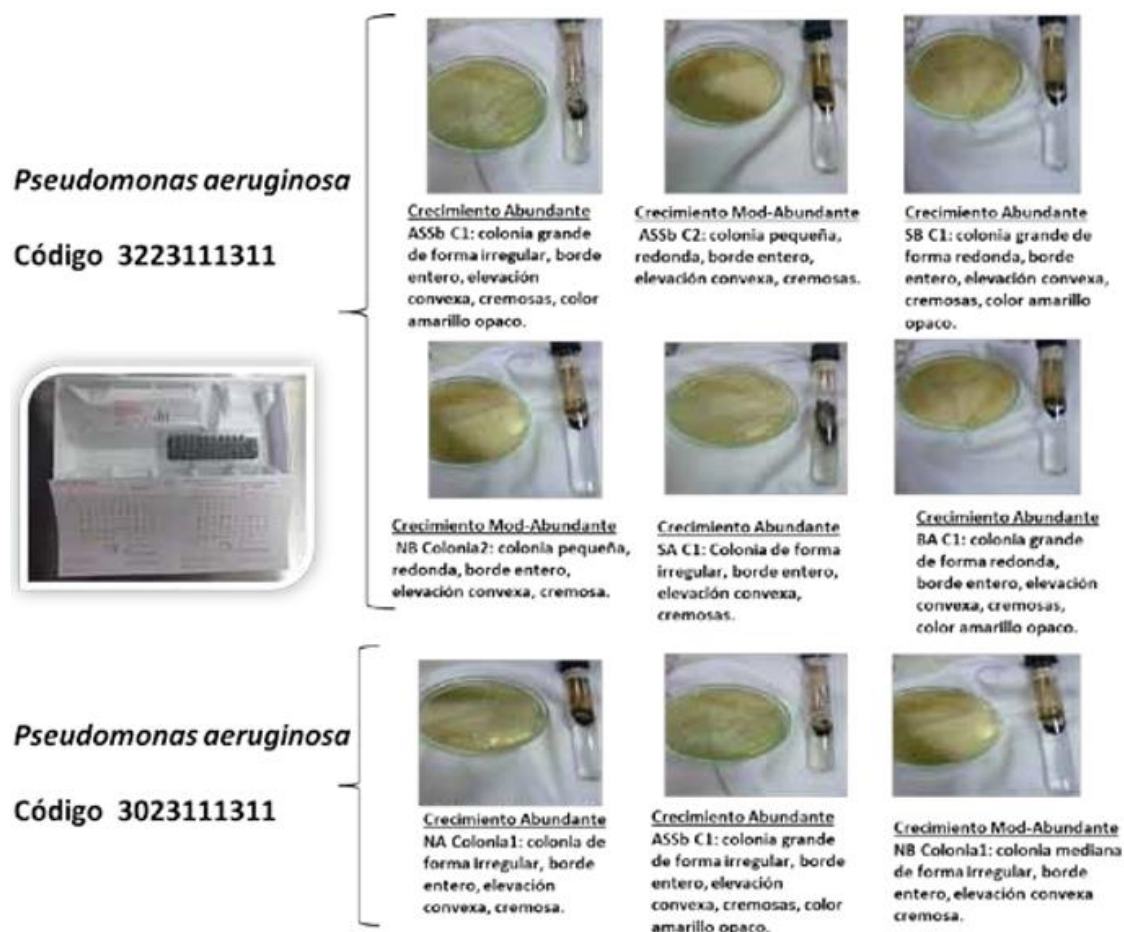 Pseudomonas aeruginosa
Código 3223111311
Crecimiento Abundante
ASSb C1: colonia grande
de forma irregular, borde
entero, elevación
convexa, cremosas, color
amarillo opaco.
Crecimiento Mod-Abundante
ASSb C2: colonia pequeña,
redonda, borde entero,
elevación convexa, cremosas.
Crecimiento Abundante
SB C1: colonia grande de
forma redonda, borde
entero, elevación convexa,
cremosas, color amarillo
opaco.
Crecimiento Mod-Abundante
NB Colonia2: colonia pequeña,
redonda, borde entero,
elevación convexa, cremosa.
Crecimiento Abundante
SA C1: Colonia de forma
irregular, borde entero,
elevación convexa,
cremosas.
Crecimiento Abundante
BA C1: colonia grande
de forma redonda,
borde entero, elevación
convexa, cremosas,
color amarillo opaco.
Pseudomonas aeruginosa
Código 3023111311
Crecimiento Abundante
NA Colonia1: colonia de
forma irregular, borde
entero, elevación
convexa, cremosa.
Crecimiento Abundante
ASSb C1: colonia grande
de forma irregular, borde
entero, elevación
convexa, cremosas, color
amarillo opaco.
Crecimiento Mod-Abundante
NB Colonia1: colonia mediana
de forma irregular, borde
entero, elevación convexa
cremosa.